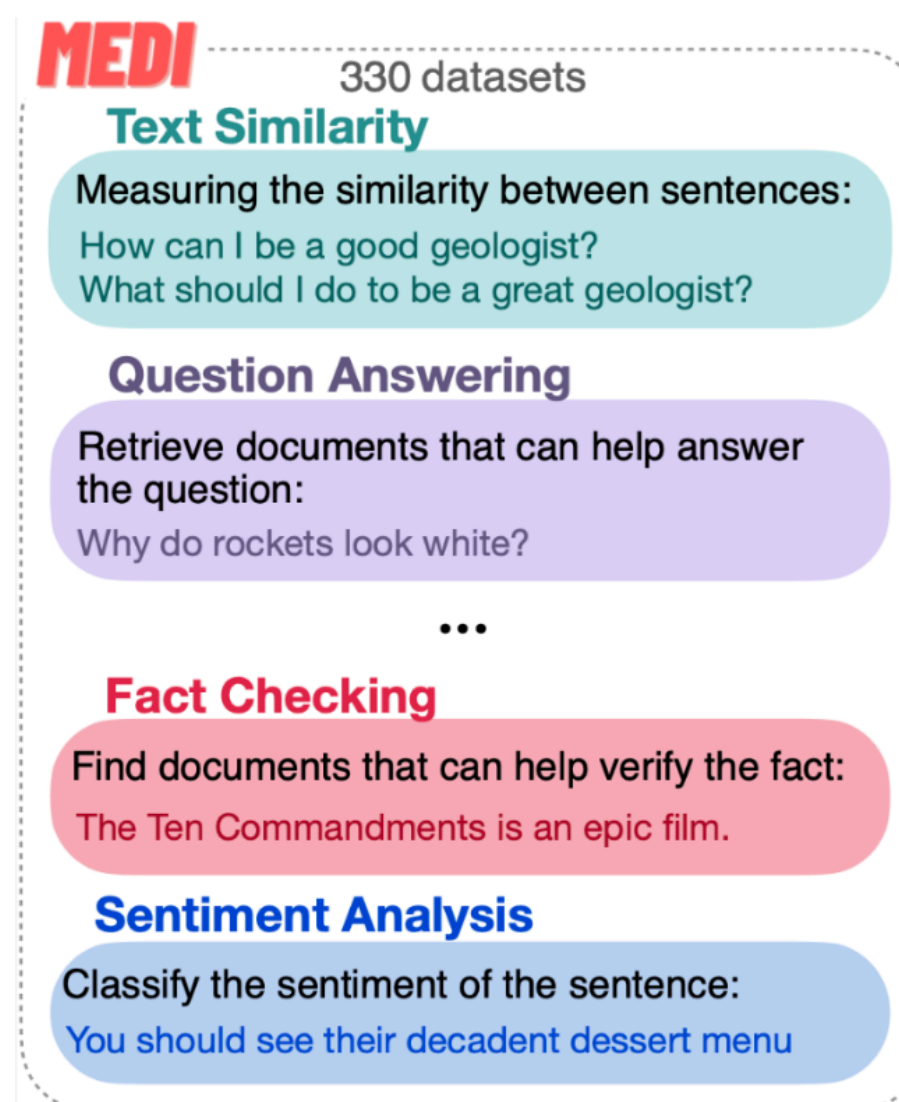 MEDI
330 datasets
Text Similarity
Measuring the similarity between sentences:
How can I be a good geologist?
What should I do to be a great geologist?
Question Answering
Retrieve documents that can help answer
the question:
Why do rockets look white?
...
Fact Checking
Find documents that can help verify the fact:
The Ten Commandments is an epic film.
Sentiment Analysis
Classify the sentiment of the sentence:
You should see their decadent dessert menu